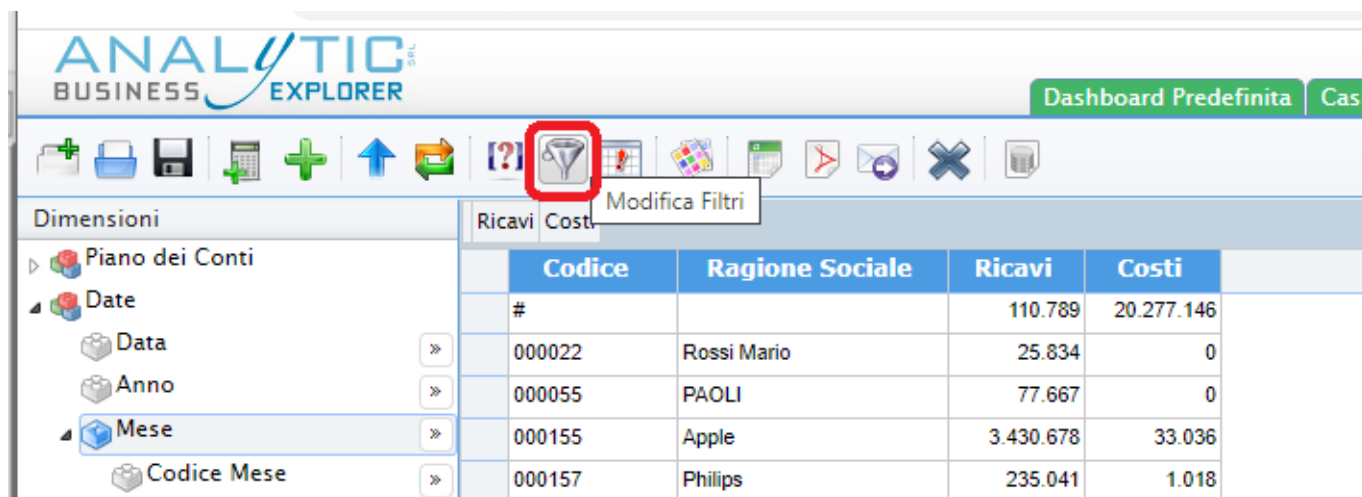 ANALYTIC SRL
BUSINESS EXPLORER
Dashboard Predefinita
Cas
[?]
Modifica Filtri
Dimensioni
Ricavi Costi
Piano dei Conti
Codice Ragione Sociale Ricavi Costi
Date
# 110.789 20.277.146
Data
000022 Rossi Mario 25.834 0
Anno
000055 PAOLI 77.667 0
Mese
000155 Apple 3.430.678 33.036
Codice Mese
000157 Philips 235.041 1.018